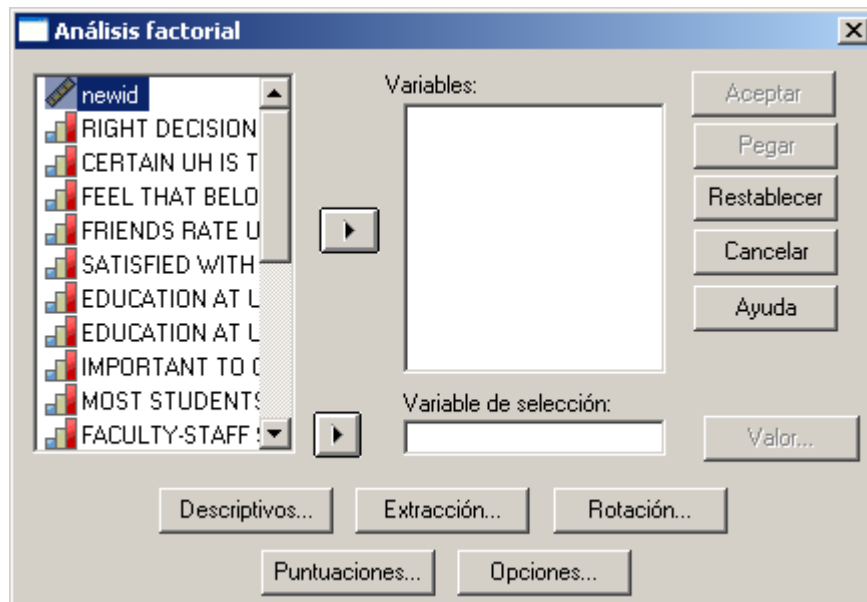 Análisis factorial
newid
RIGHT DECISION
CERTAIN UH IS T
FEEL THAT BELO
FRIENDS RATE U
SATISFIED WITH
EDUCATION AT U
EDUCATION AT U
IMPORTANT TO C
MOST STUDENTS
FACULTY-STAFF S
Variables:
Variable de selección:
Aceptar
Pegar
Restablecer
Cancelar
Ayuda
Valor...
Descriptivos...
Extracción...
Rotación...
Puntuaciones...
Opciones...